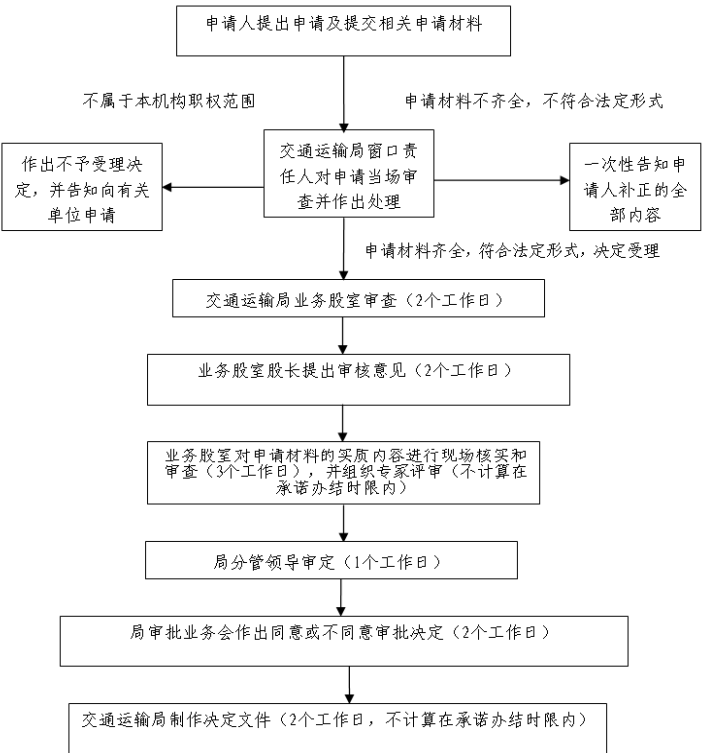 申请人提出申请及提交相关申请材料
不属于本机构职权范围
申请材料不齐全，不符合法定形式
作出不予受理决
定，并告知向有关
单位申请
交通运输局窗口责
任人对申请当场审
查并作出处理
一次性告知申
请人补正的全
部内容
申请材料齐全，符合法定形式，决定受理
交通运输局业务股室审查（2个工作日）
业务股室股长提出审核意见（2个工作日）
业务股室对申请材料的实质内容进行现场核实和
审查（3个工作日），并组织专家评审（不计算在
承诺办结时限内）
局分管领导审定（1个工作日）
局审批业务会作出同意或不同意审批决定（2个工作日）
交通运输局制作决定文件（2个工作日，不计算在承诺办结时限内）